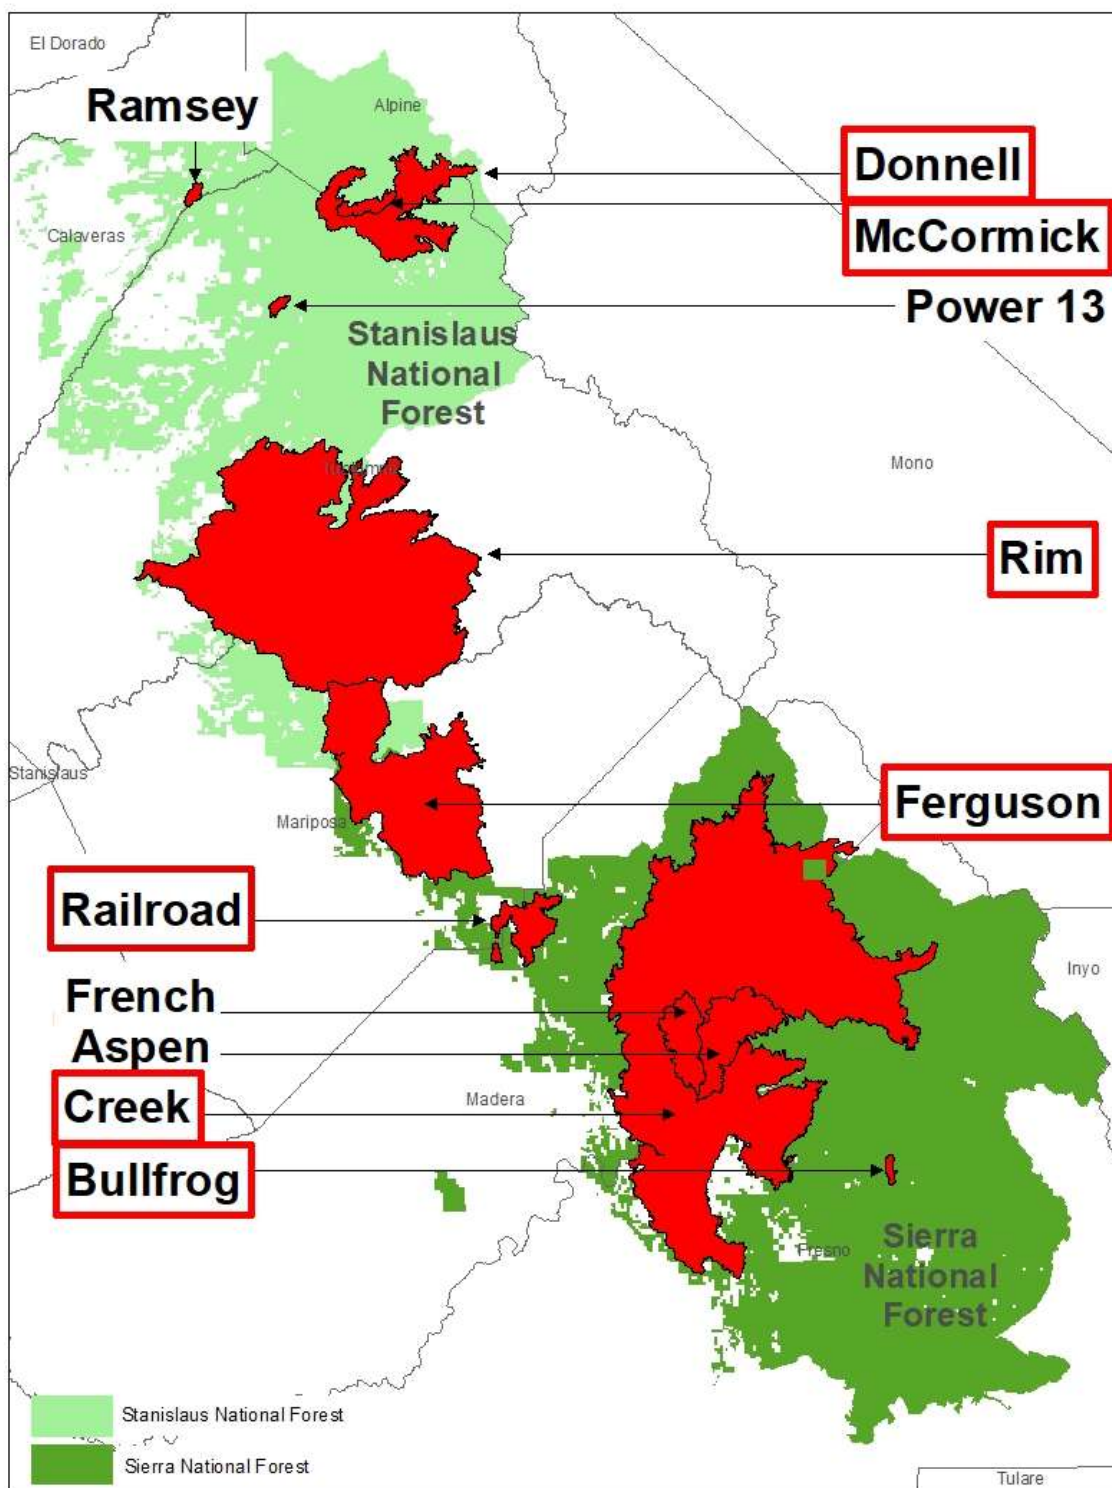 El Dorado
Ramsey
Alpine
Donnell
Calaveras
McCormick
Power 13
Stanislaus
National
Forest
Mono
Rim
Stanislaus
Mariposa
Ferguson
Railroad
Inyo
French
Aspen
Creek
Madera
Bullfrog
Fresno
Sierra
National
Forest
Stanislaus National Forest
Sierra National Forest
Tulare